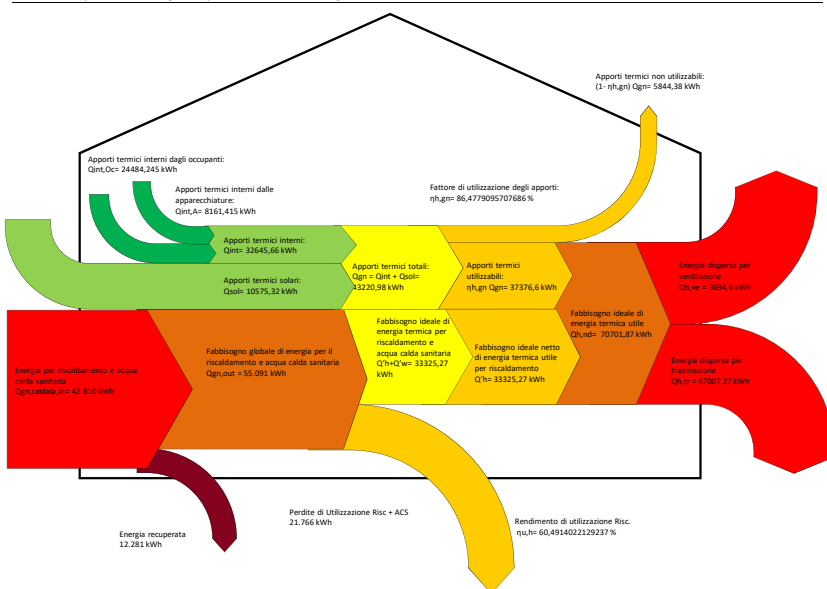 Apporti termici non utilizzabili:
(1- ηh,gn) Qgn= 5844,38 kWh
Apporti termici interni dagli occupanti:
Qint,Oc= 24484,245 kWh
Apporti termici interni dalle
apparecchiature:
Qint,A= 8161,415 kWh
Fattore di utilizzazione degli apporti:
ηh,gn= 86,4779095707686 %
Apporti termici interni:
Qint= 32645,66 kWh
Apporti termici solari:
Qsol= 10575,32 kWh
Apporti termici totali:
Qgn = Qint + Qsol=
43220,98 kWh
Apporti termici
utilizzabili:
ηh,gn Qgn= 37376,6 kWh
Energia dispersa per
ventilazione
Qh,ve = 3694,6 kWh
Fabbisogno ideale di
energia termica utile
Qh,nd= 70701,87 kWh
Energia per riscaldamento e acqua
calda sanitaria
Qgn,caldaia,in= 42.810 kWh
Fabbisogno globale di energia per il
riscaldamento e acqua calda sanitaria
Qgn,out = 55.091 kWh
Fabbisogno ideale di
energia termica per
riscaldamento e
acqua calda sanitaria
Q'h+Q'w= 33325,27
kWh
Fabbisogno ideale netto
di energia termica utile
per riscaldamento
Q'h= 33325,27 kWh
Energia dispersa per
trasmissione
Qh,tr = 67007,27 kWh
Energia recuperata
12.281 kWh
Perdite di Utilizzazione Risc + ACS
21.766 kWh
Rendimento di utilizzazione Risc.
ηu,h= 60,4914022129237 %